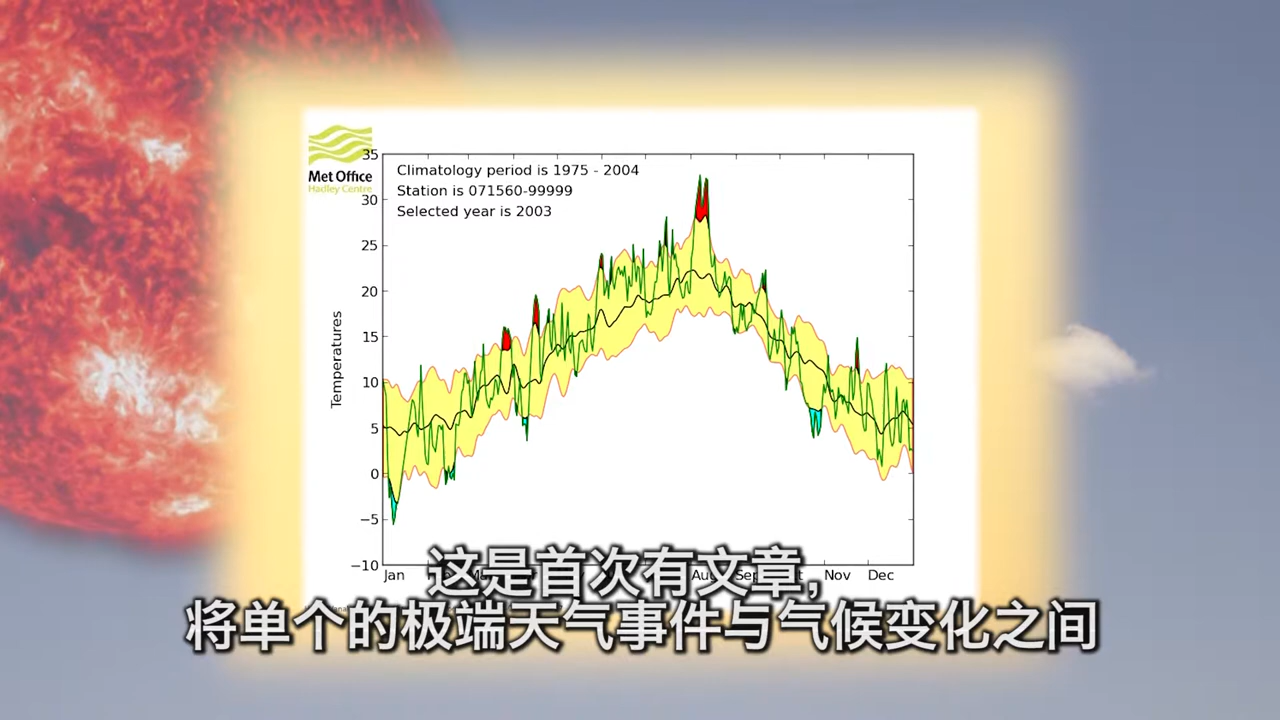 Met Office
Hadley Centre
Climatology period is 1975 - 2004
Station is 071560-99999
Selected year is 2003
Temperatures
35
30
25
20
15
10
5
0
−5
−10
Jan
Aug
Nov
Dec
这是首次有文章，
将单个的极端天气事件与气候变化之间